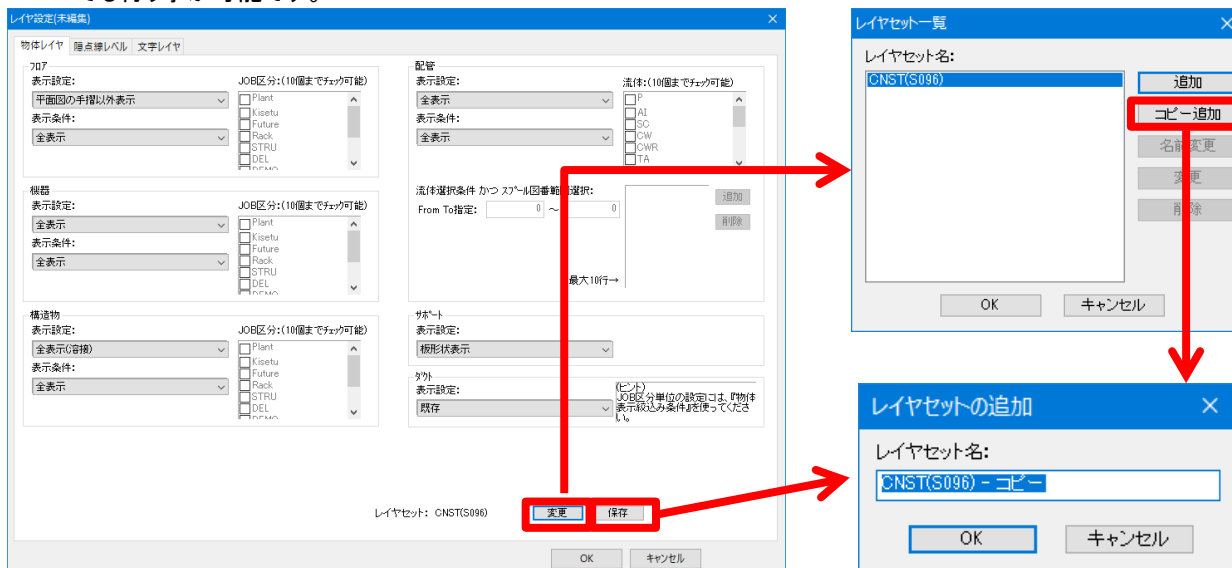 レイヤ設定(未編集)
物体レイヤ 陽点線レベル 文字レイヤ
フロア
表示設定:
JOB区分:(10個までチェック可能)
平面図の手摺以外表示
表示条件:
全表示
Plant
Kisetu
Future
Rack
STRU
DEL
DEMO
機器
表示設定:
JOB区分:(10個までチェック可能)
全表示
表示条件:
全表示
Plant
Kisetu
Future
Rack
STRU
DEL
DEMO
構造物
表示設定:
JOB区分:(10個までチェック可能)
全表示(溶接)
表示条件:
全表示
Plant
Kisetu
Future
Rack
STRU
DEL
DEMO
配管
表示設定:
流体:(10個までチェック可能)
全表示
表示条件:
全表示
P
AI
SC
CW
CWR
TA
流体選択条件 かつ スプール図番範囲選択:
From To指定: 0 ~ 0
追加
削除
最大10行→
サポート
表示設定:
板形状表示
ダクト
表示設定:
既存
(ヒント)
JOB区分単位の設定には、『物体
表示絞込み条件』を使ってくださ
い。
レイヤセット: CNST(S096) 変更 保存
OK キャンセル
レイヤセット一覧
レイヤセット名:
CNST(S096)
追加
コピー追加
名前変更
変更
削除
OK キャンセル
レイヤセットの追加
レイヤセット名:
CNST(S096) - コピー
OK キャンセル